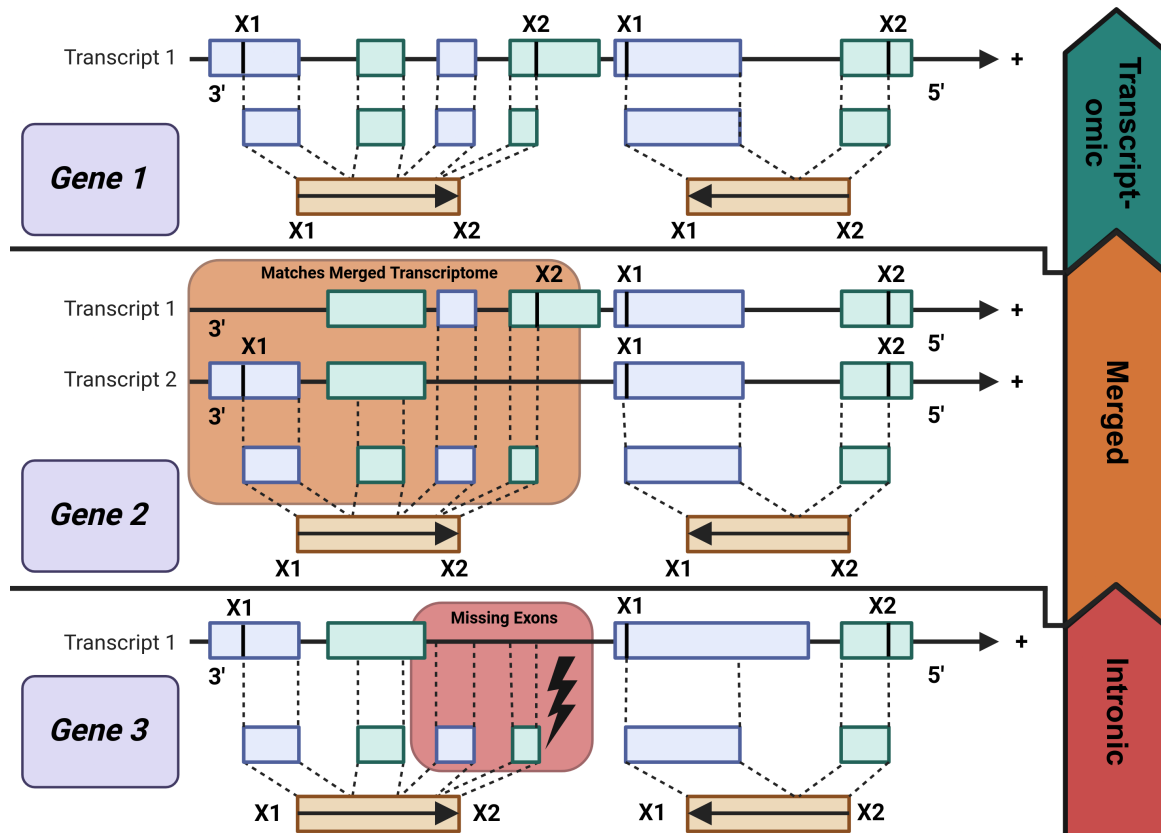 X1 X2 X1 X2
Transcript 1 +
3' 5'
Gene 1
X1 X2 X1 X2
Transcript-
omic
Matches Merged Transcriptome
X2 X1 X2
Transcript 1 +
3' 5'
X1 X1 X2
Transcript 2 +
3' 5'
Merged
Gene 2
X1 X2 X1 X2
X1 Missing Exons X1 X2
Transcript 1 +
3' 5'
Intronic
Gene 3
X1 X2 X1 X2